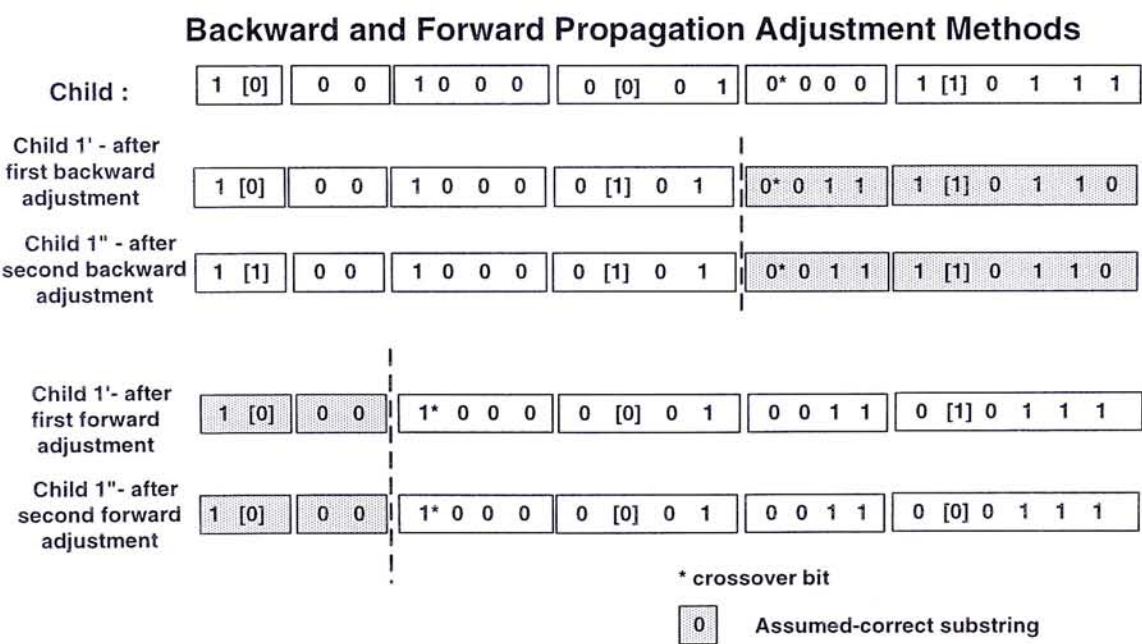 Backward and Forward Propagation Adjustment Methods
Child : 1 [0] 0 0 1 0 0 0 0 [0] 0 1 0* 0 0 0 1 [1] 0 1 1 1
Child 1' - after
first backward
adjustment
1 [0] 0 0 1 0 0 0 0 [1] 0 1 0* 0 1 1 1 [1] 0 1 1 0
Child 1" - after
second backward
adjustment
1 [1] 0 0 1 0 0 0 0 [1] 0 1 0* 0 1 1 1 [1] 0 1 1 0
Child 1'- after
first forward
adjustment
1 [0] 0 0 1* 0 0 0 0 [0] 0 1 0 0 1 1 0 [1] 0 1 1 1
Child 1"- after
second forward
adjustment
1 [0] 0 0 1* 0 0 0 0 [0] 0 1 0 0 1 1 0 [0] 0 1 1 1
* crossover bit
0 Assumed-correct substring